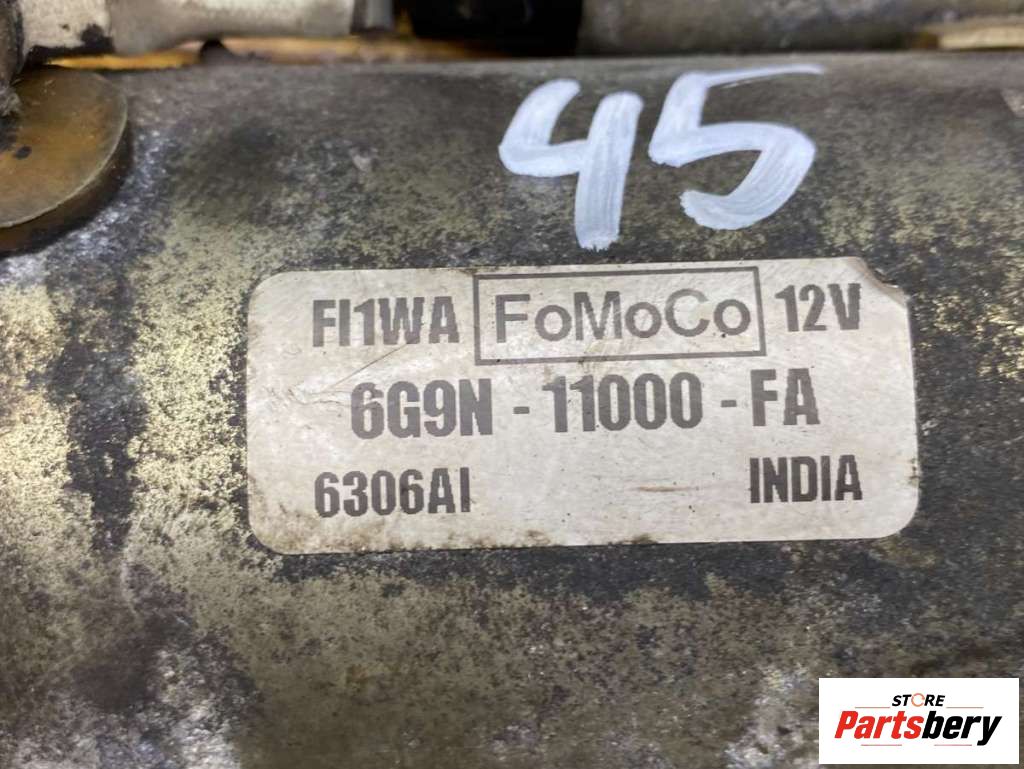 45
FI1WA FoMoCo 12V
6G9N - 11000 - FA
6306AI INDIA
STORE
Partsbery